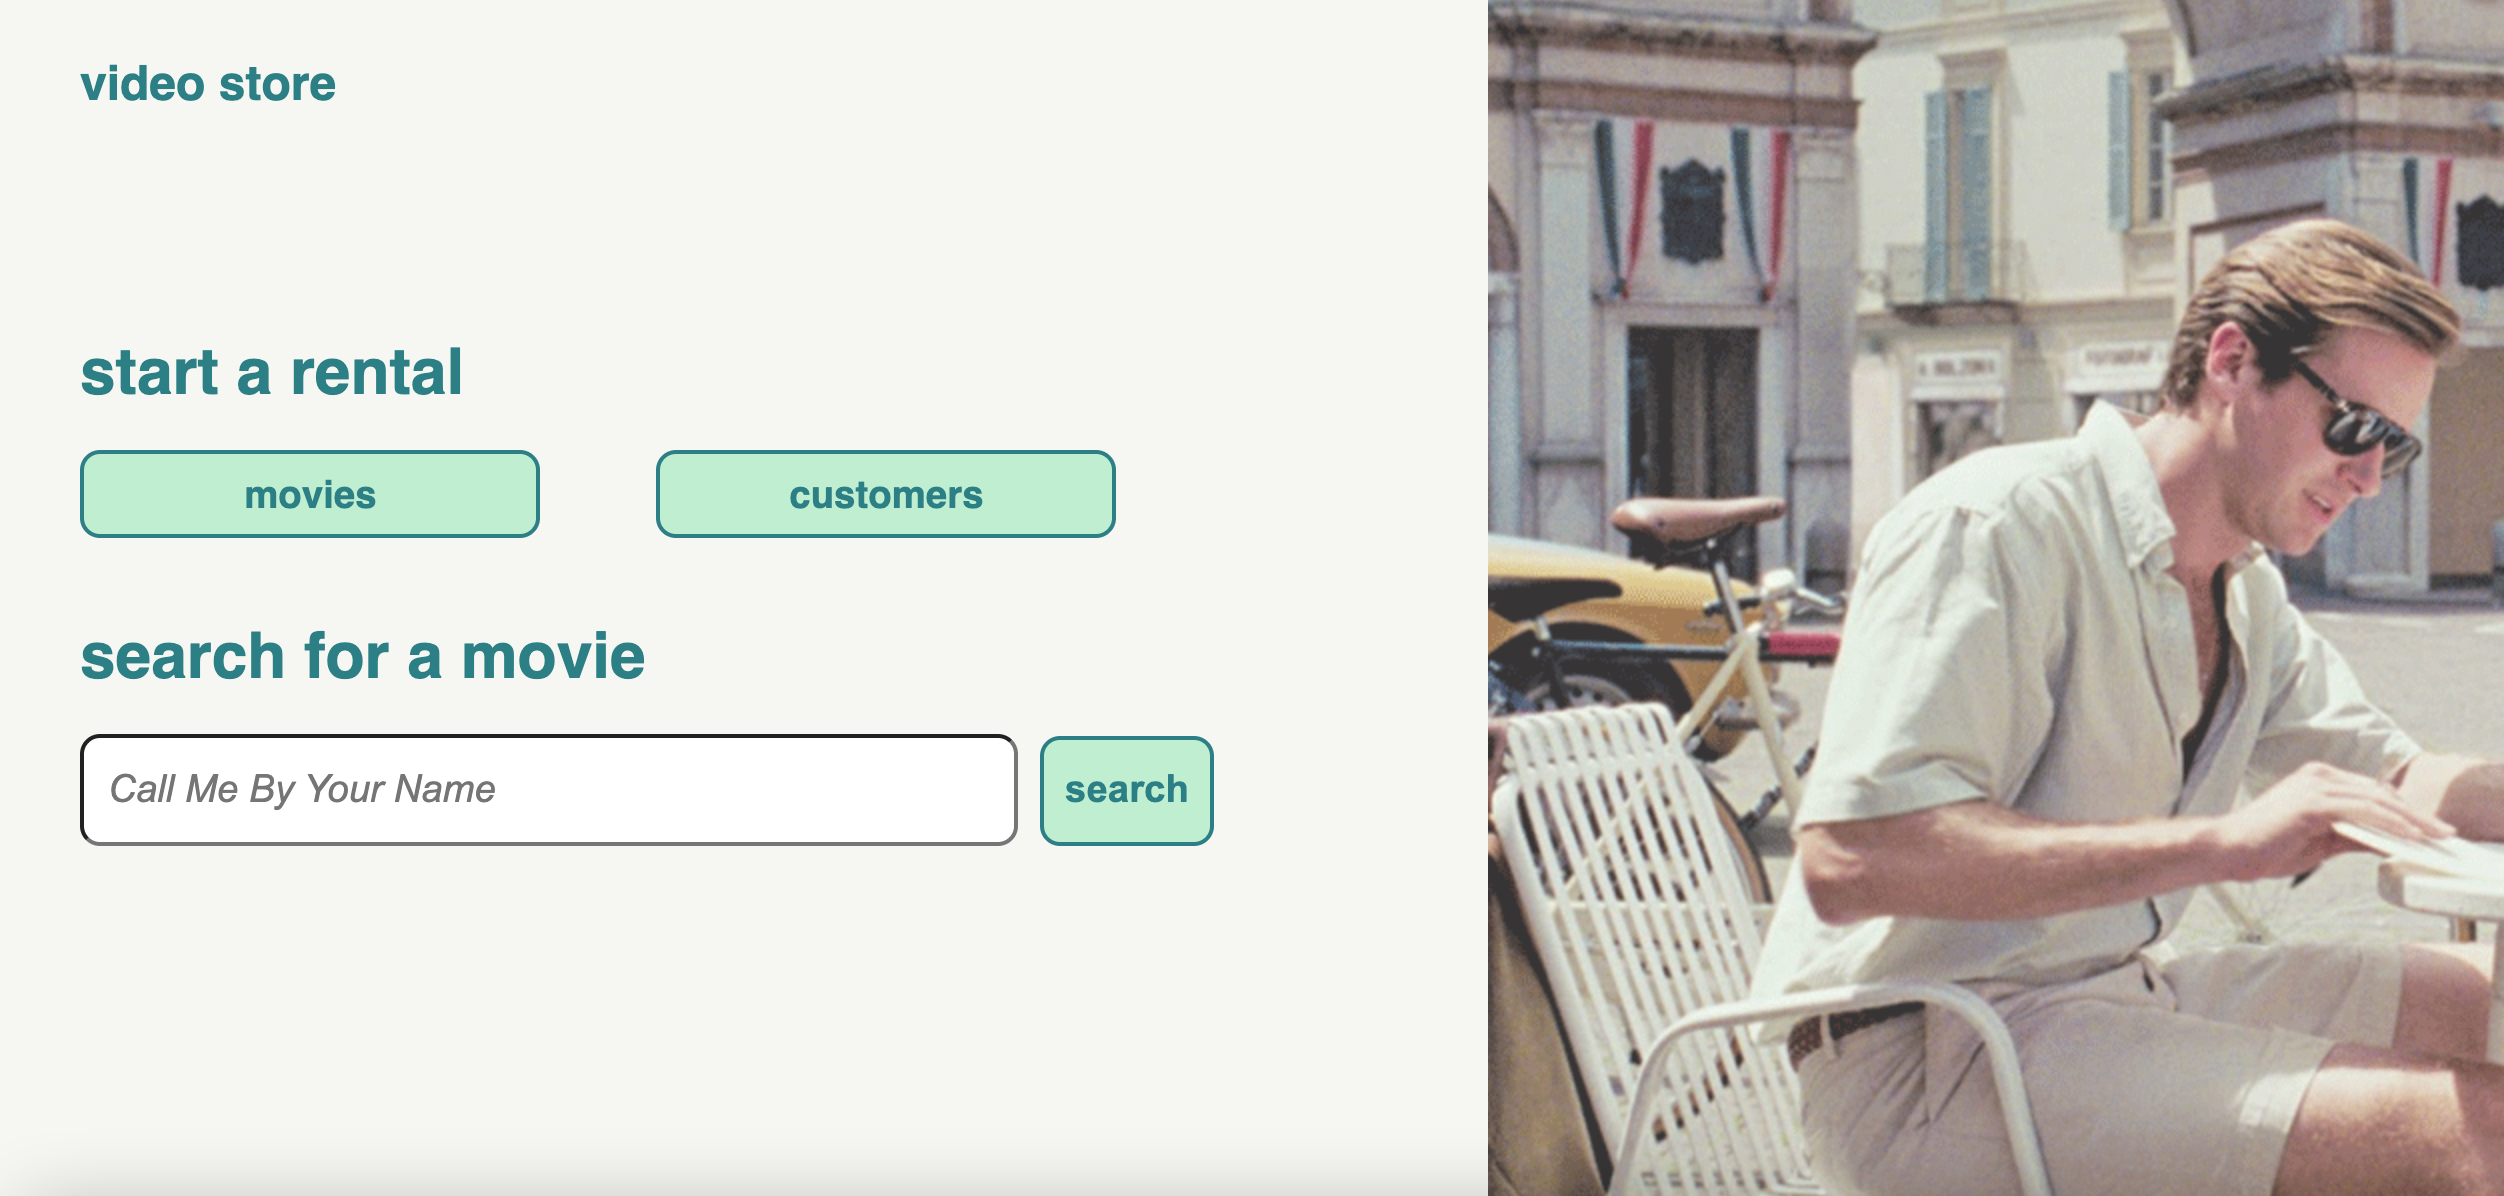 video store
start a rental
movies
customers
search for a movie
Call Me By Your Name
search